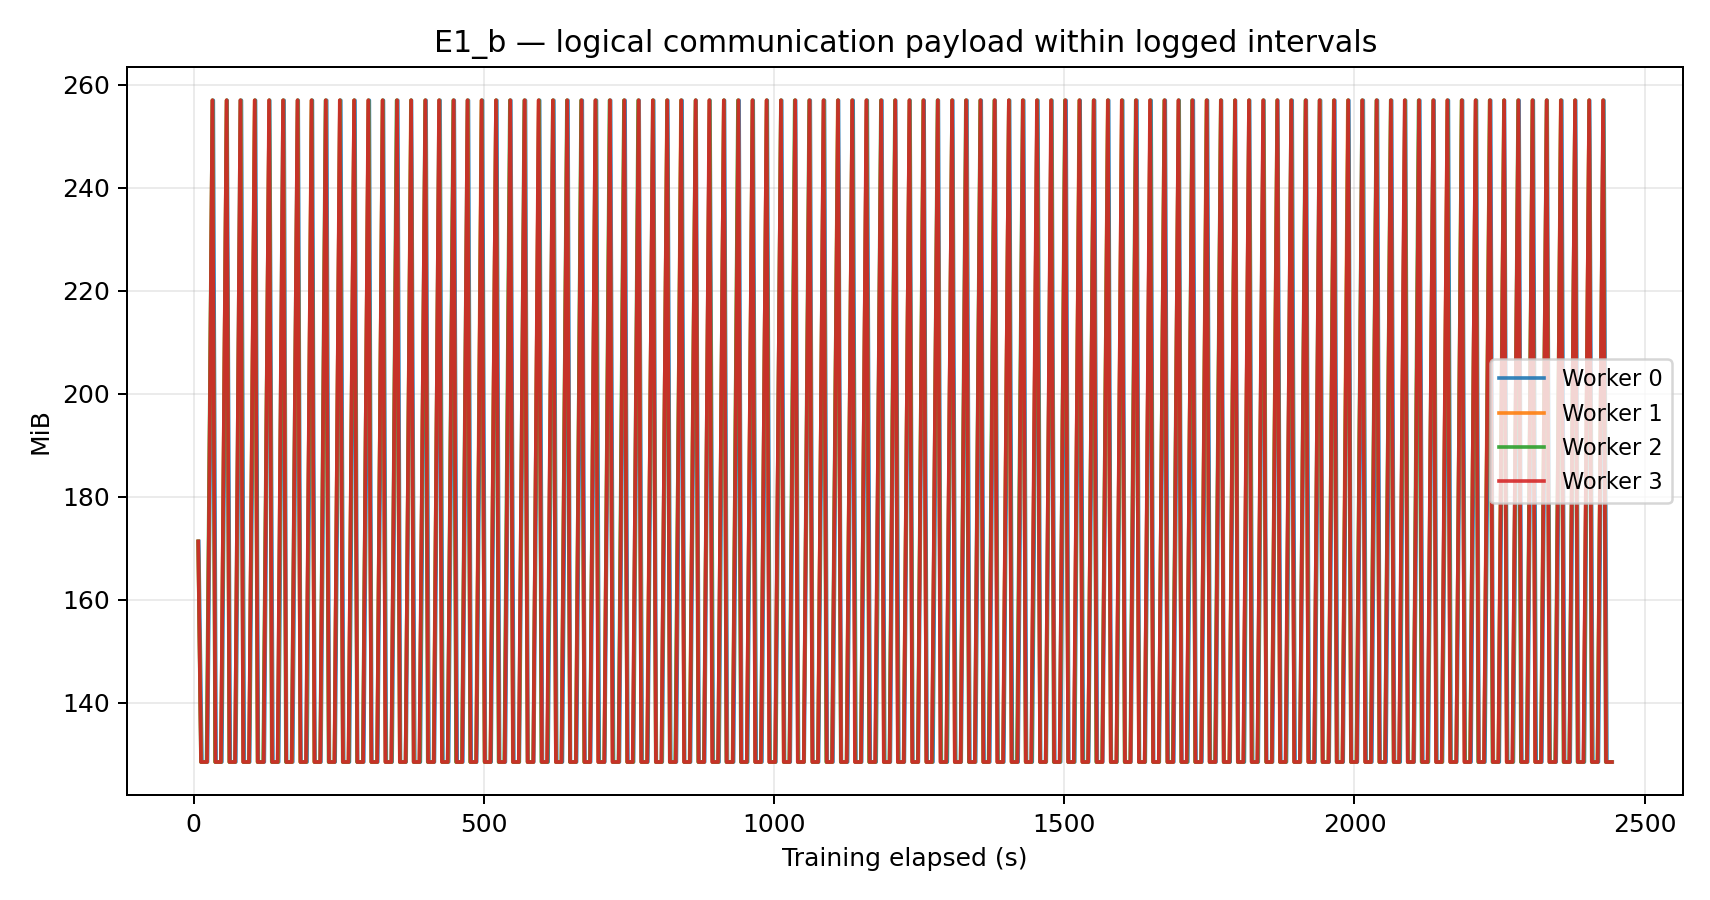 E1_b — logical communication payload within logged intervals
MiB
260
240
220
200
180
160
140
Worker 0
Worker 1
Worker 2
Worker 3
0 500 1000 1500 2000 2500
Training elapsed (s)